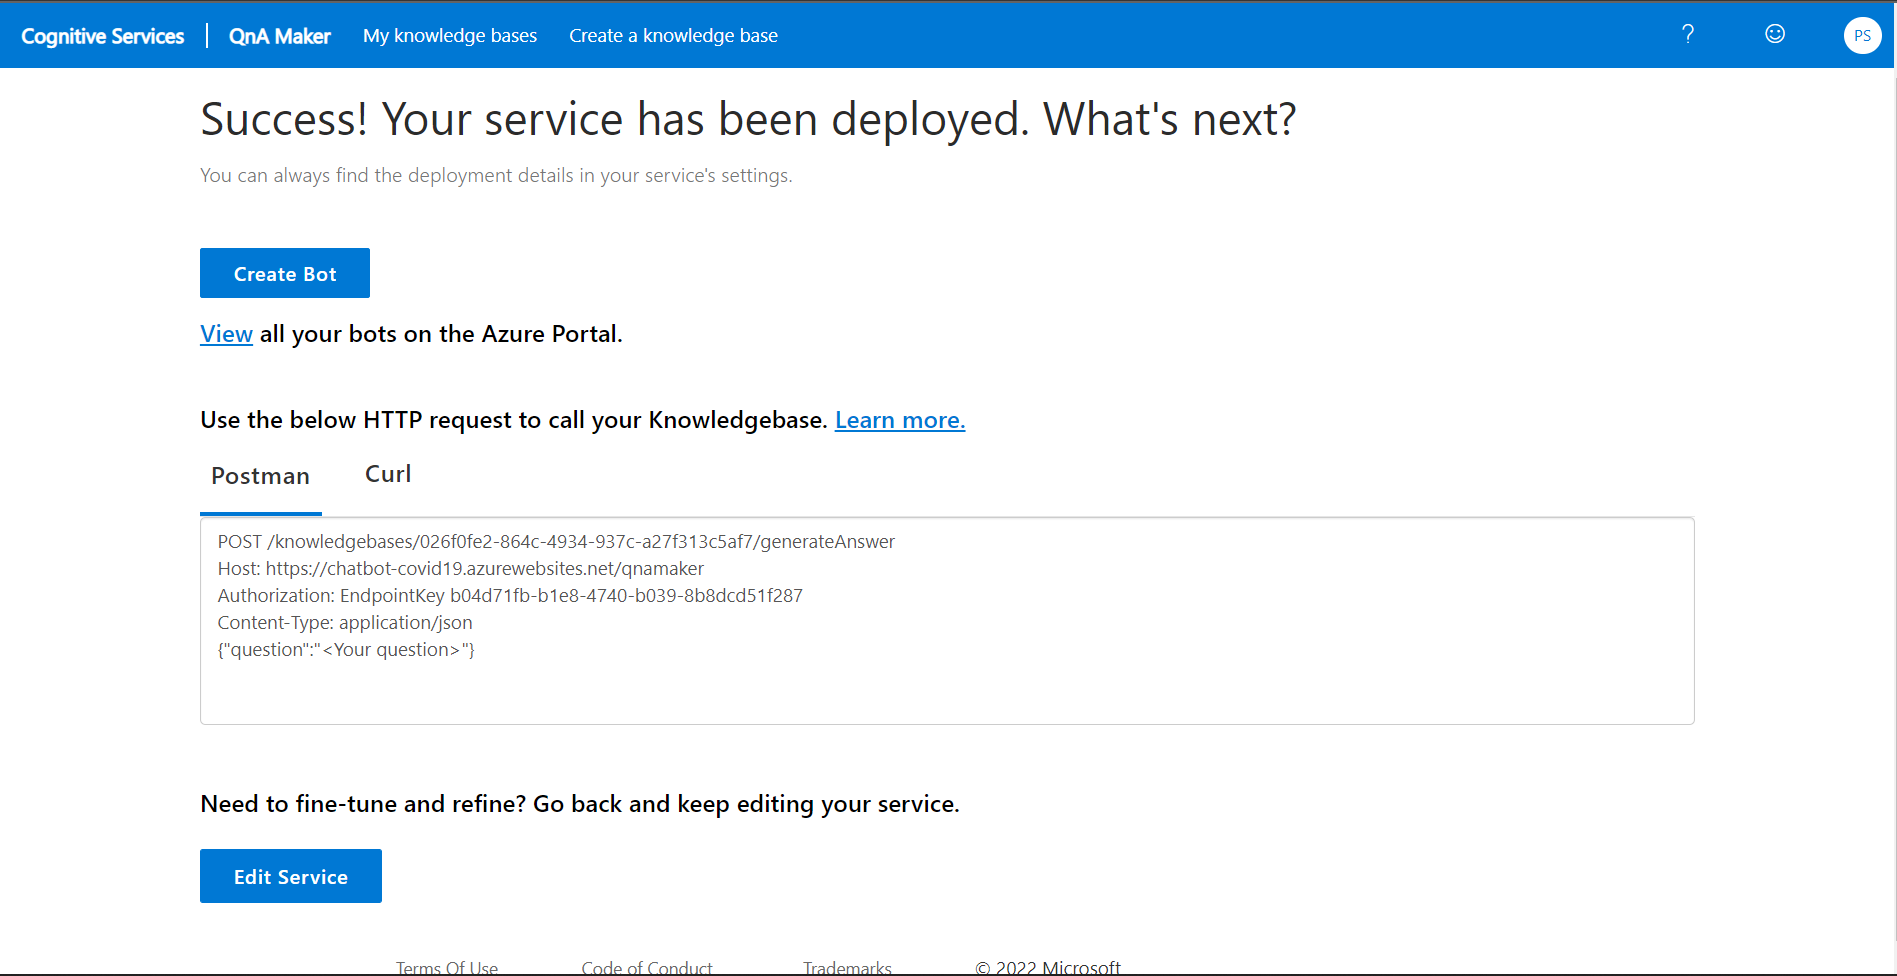 Cognitive Services | QnA Maker My knowledge bases Create a knowledge base ? PS
Success! Your service has been deployed. What's next?
You can always find the deployment details in your service's settings.
Create Bot
View all your bots on the Azure Portal.
Use the below HTTP request to call your Knowledgebase. Learn more.
Postman Curl
POST /knowledgebases/026f0fe2-864c-4934-937c-a27f313c5af7/generateAnswer
Host: https://chatbot-covid19.azurewebsites.net/qnamaker
Authorization: EndpointKey b04d71fb-b1e8-4740-b039-8b8dcd51f287
Content-Type: application/json
{"question":"<Your question>"}
Need to fine-tune and refine? Go back and keep editing your service.
Edit Service
Terms Of Use Code of Conduct Trademarks © 2022 Microsoft